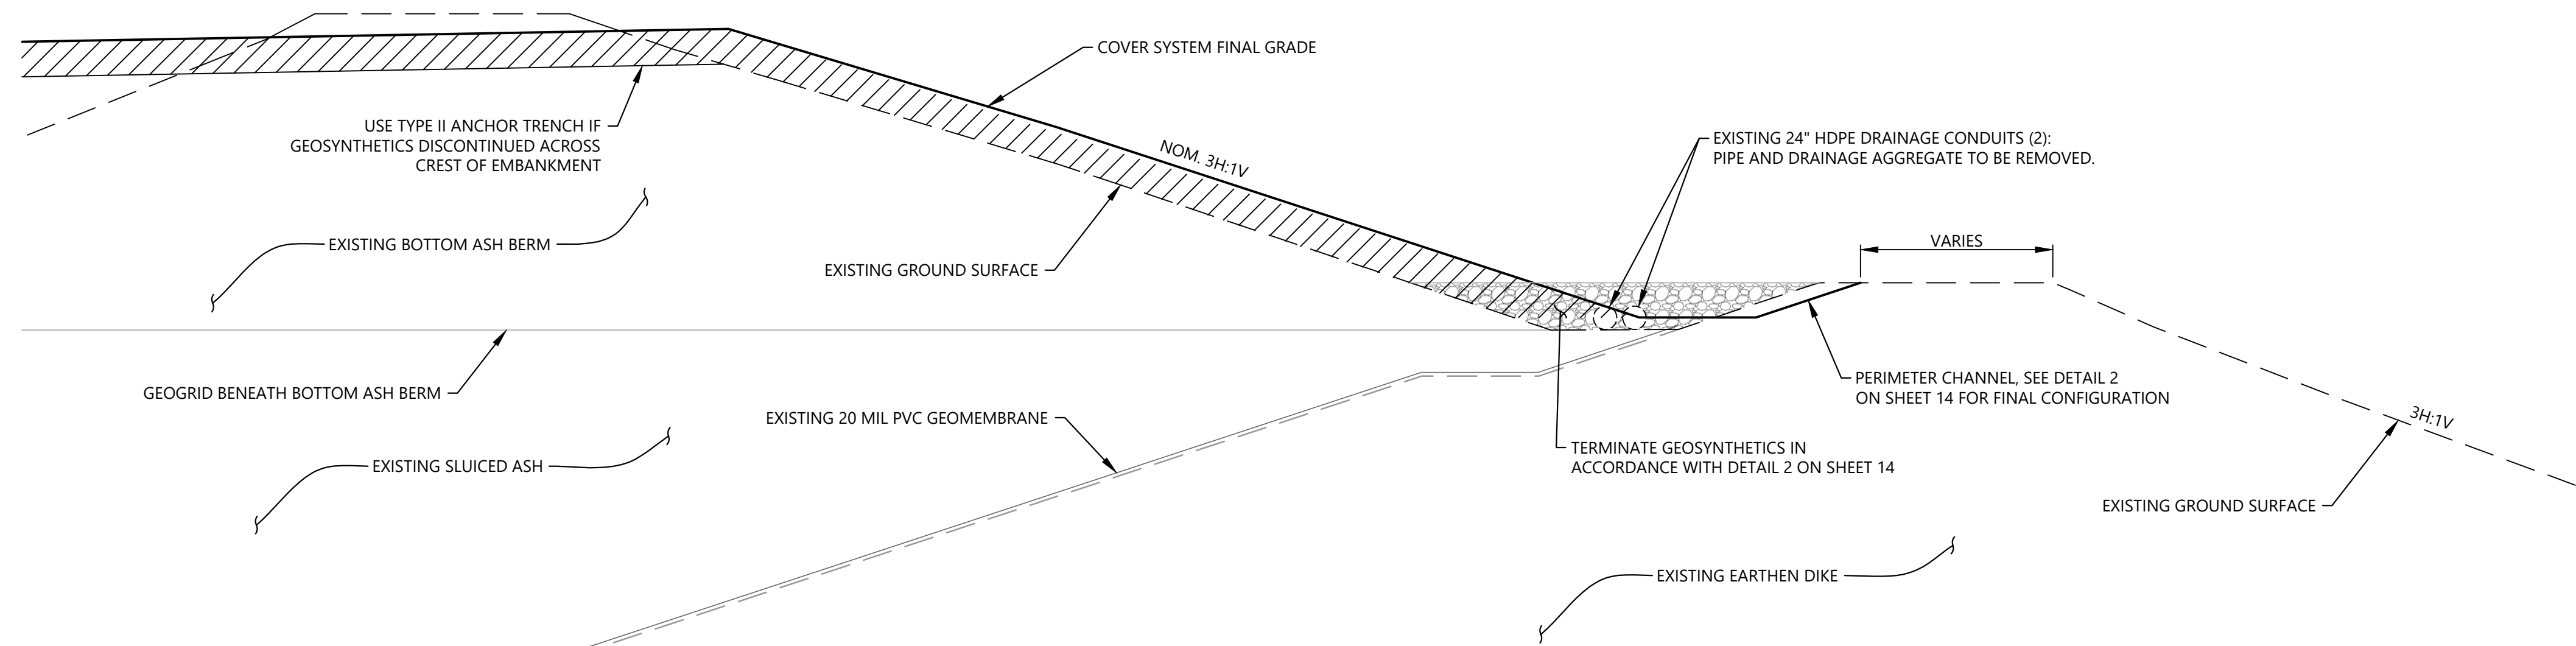 COVER SYSTEM FINAL GRADE
USE TYPE II ANCHOR TRENCH IF
GEOSYNTHETICS DISCONTINUED ACROSS
CREST OF EMBANKMENT
NOM. 3H:1V
EXISTING 24" HDPE DRAINAGE CONDUITS (2):
PIPE AND DRAINAGE AGGREGATE TO BE REMOVED.
EXISTING BOTTOM ASH BERM
EXISTING GROUND SURFACE
VARIES
GEOGRID BENEATH BOTTOM ASH BERM
EXISTING 20 MIL PVC GEOMEMBRANE
PERIMETER CHANNEL, SEE DETAIL 2
ON SHEET 14 FOR FINAL CONFIGURATION
3H:1V
EXISTING SLUICED ASH
TERMINATE GEOSYNTHETICS IN
ACCORDANCE WITH DETAIL 2 ON SHEET 14
EXISTING GROUND SURFACE
EXISTING EARTHEN DIKE